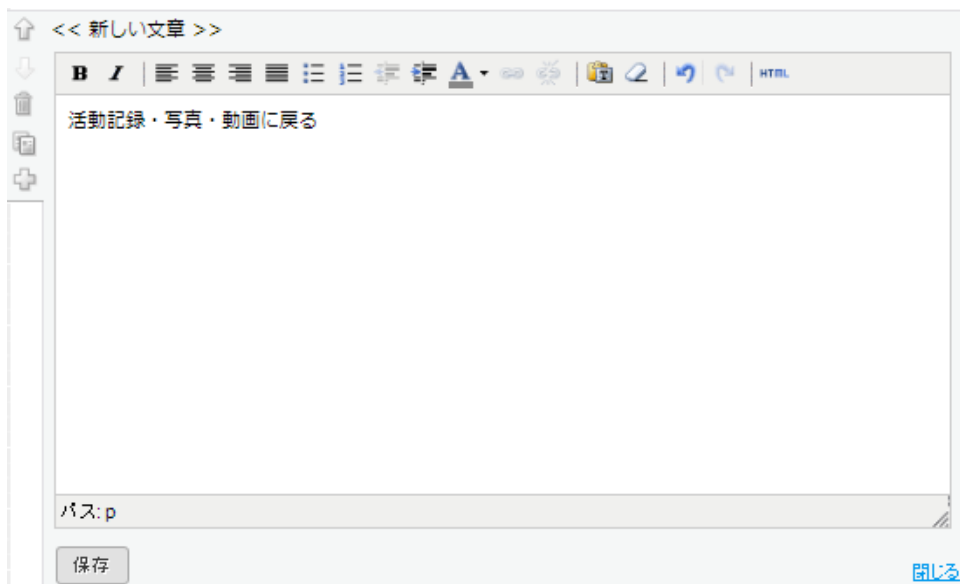 << 新しい文章 >>
B I A HTML
活動記録・写真・動画に戻る
パス: p
保存
閉じる